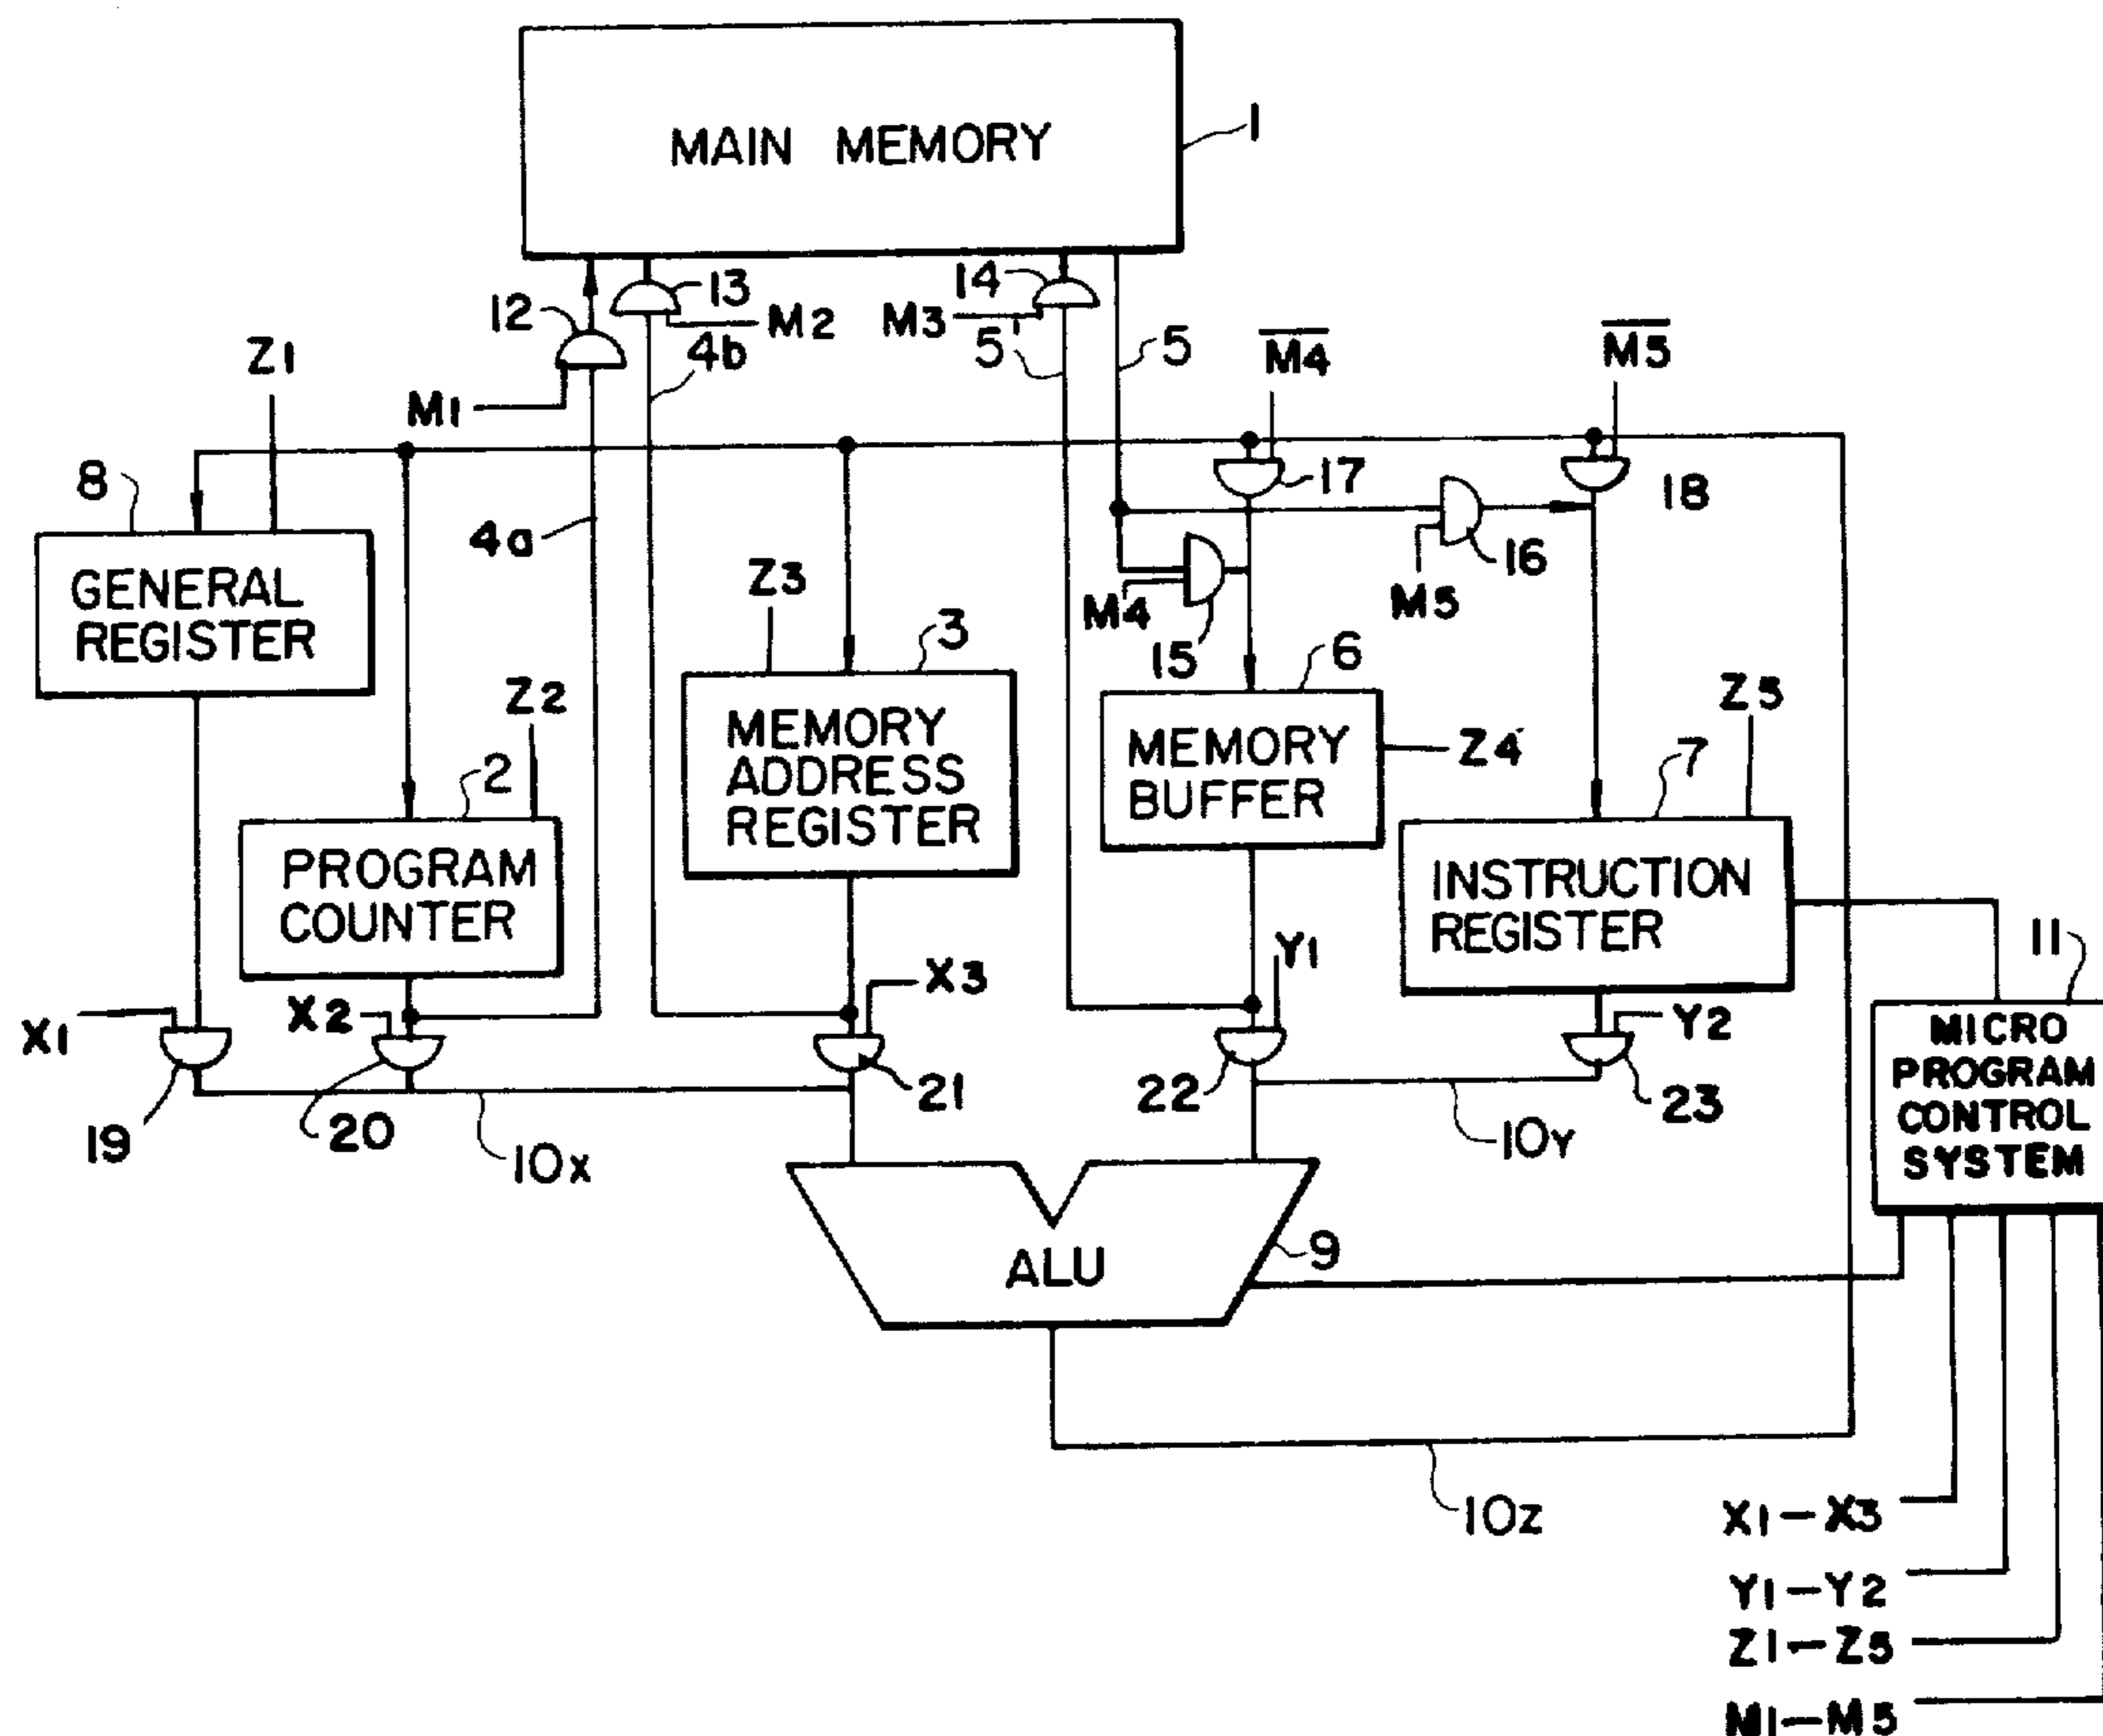 MAIN MEMORY
1
12
13
M2
14
M3
5'
5
4b
M̅4̅
M̅5̅
Z1
M1
8
17
18
4a
GENERAL
REGISTER
Z3
3
M4
15
16
M5
6
Z2
2
MEMORY
ADDRESS
REGISTER
MEMORY
BUFFER
Z4
Z5
7
PROGRAM
COUNTER
INSTRUCTION
REGISTER
11
X1
X2
X3
Y1
Y2
MICRO
PROGRAM
CONTROL
SYSTEM
19
20
21
22
23
10X
10Y
ALU
9
10Z
X1-X3
Y1-Y2
Z1-Z5
M1-M5